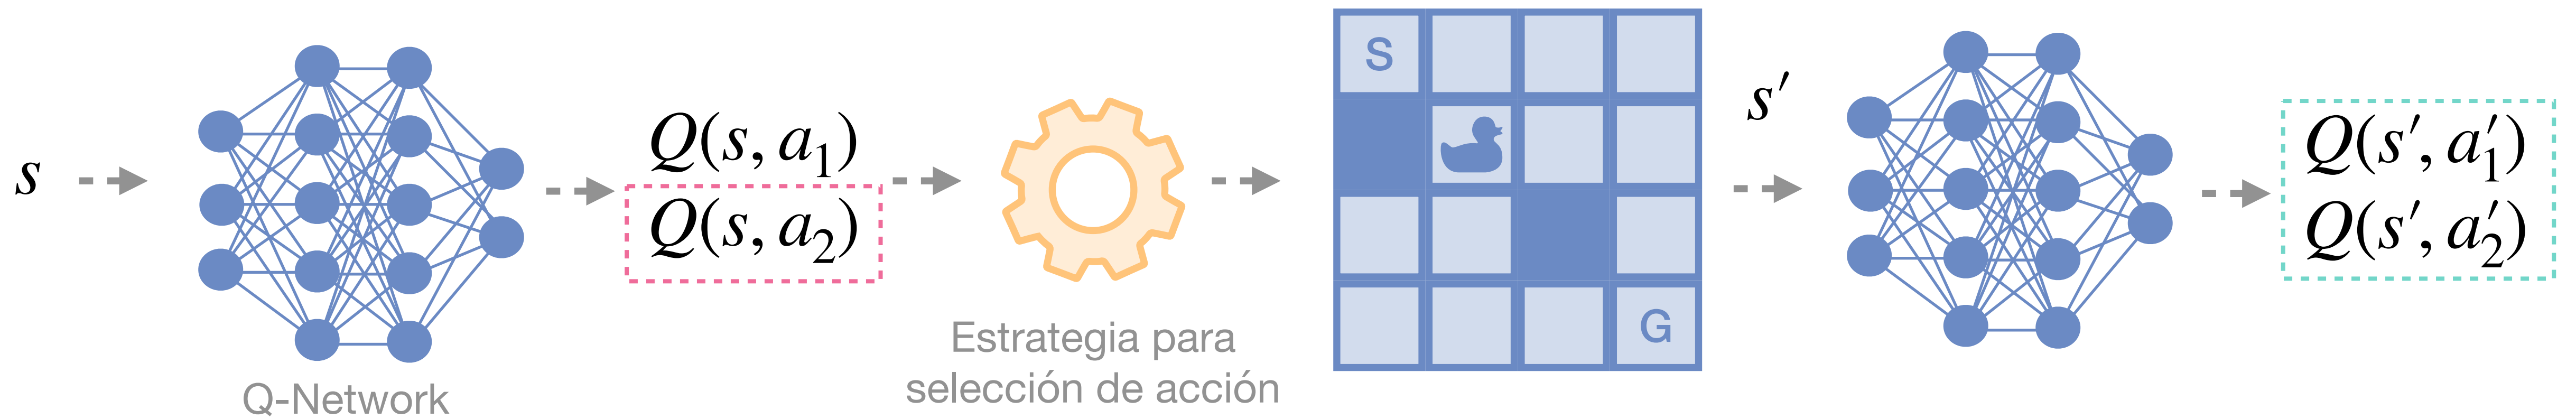 s
Q-Network
Q(s, a₁)
Q(s, a₂)
Estrategia para
selección de acción
S
G
s′
Q(s′, a′₁)
Q(s′, a′₂)